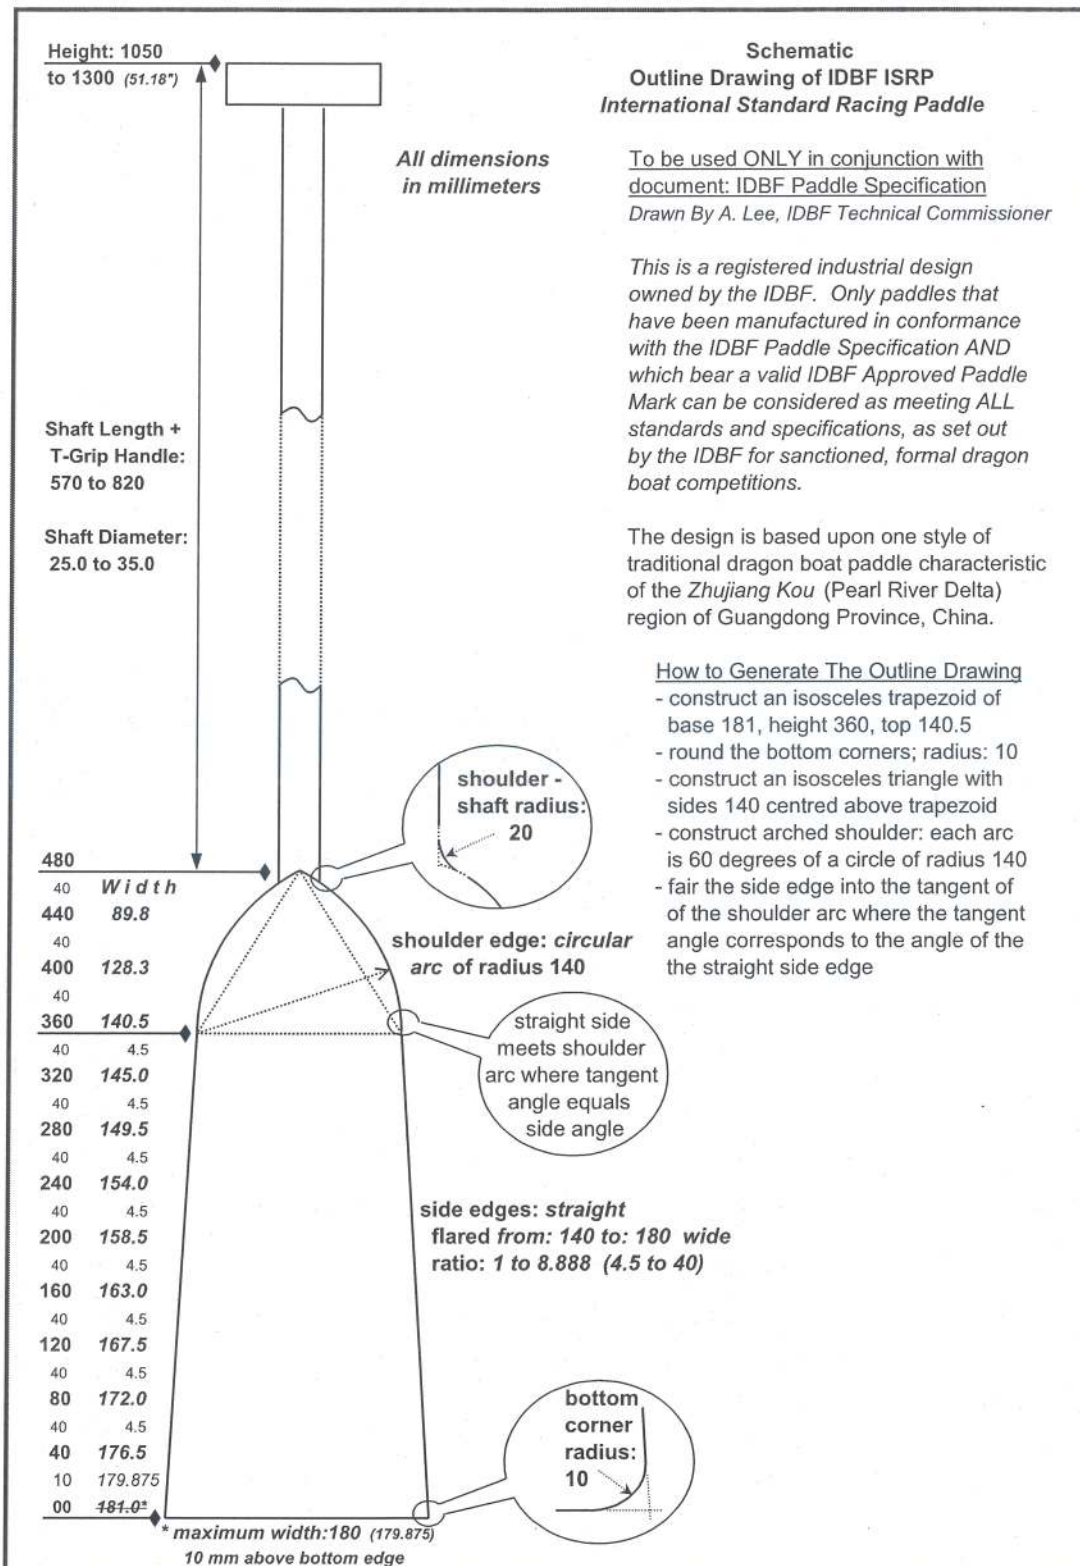 Height: 1050
to 1300 (51.18")
Schematic
Outline Drawing of IDBF ISRP
International Standard Racing Paddle
All dimensions
in millimeters
To be used ONLY in conjunction with
document: IDBF Paddle Specification
Drawn By A. Lee, IDBF Technical Commissioner
This is a registered industrial design
owned by the IDBF. Only paddles that
have been manufactured in conformance
with the IDBF Paddle Specification AND
which bear a valid IDBF Approved Paddle
Mark can be considered as meeting ALL
standards and specifications, as set out
by the IDBF for sanctioned, formal dragon
boat competitions.
Shaft Length +
T-Grip Handle:
570 to 820
Shaft Diameter:
25.0 to 35.0
The design is based upon one style of
traditional dragon boat paddle characteristic
of the Zhujiang Kou (Pearl River Delta)
region of Guangdong Province, China.
How to Generate The Outline Drawing
- construct an isosceles trapezoid of
base 181, height 360, top 140.5
- round the bottom corners; radius: 10
- construct an isosceles triangle with
sides 140 centred above trapezoid
- construct arched shoulder: each arc
is 60 degrees of a circle of radius 140
- fair the side edge into the tangent of
of the shoulder arc where the tangent
angle corresponds to the angle of the
the straight side edge
shoulder -
shaft radius:
20
480
40 Width
440 89.8
40
400 128.3
40
360 140.5
40 4.5
320 145.0
40 4.5
280 149.5
40 4.5
240 154.0
40 4.5
200 158.5
40 4.5
160 163.0
40 4.5
120 167.5
40 4.5
80 172.0
40 4.5
40 176.5
10 179.875
00 181.0*
shoulder edge: circular
arc of radius 140
straight side
meets shoulder
arc where tangent
angle equals
side angle
side edges: straight
flared from: 140 to: 180 wide
ratio: 1 to 8.888 (4.5 to 40)
bottom
corner
radius:
10
* maximum width:180 (179.875)
10 mm above bottom edge